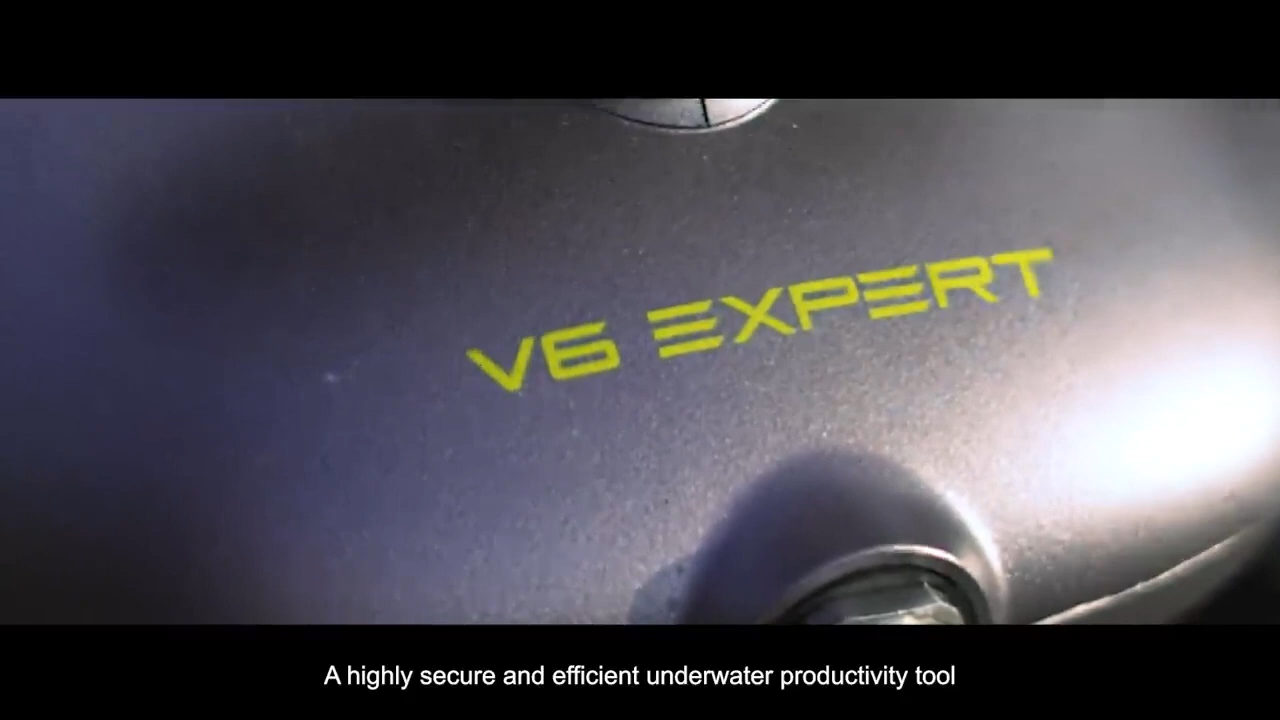 V6 EXPERT
A highly secure and efficient underwater productivity tool